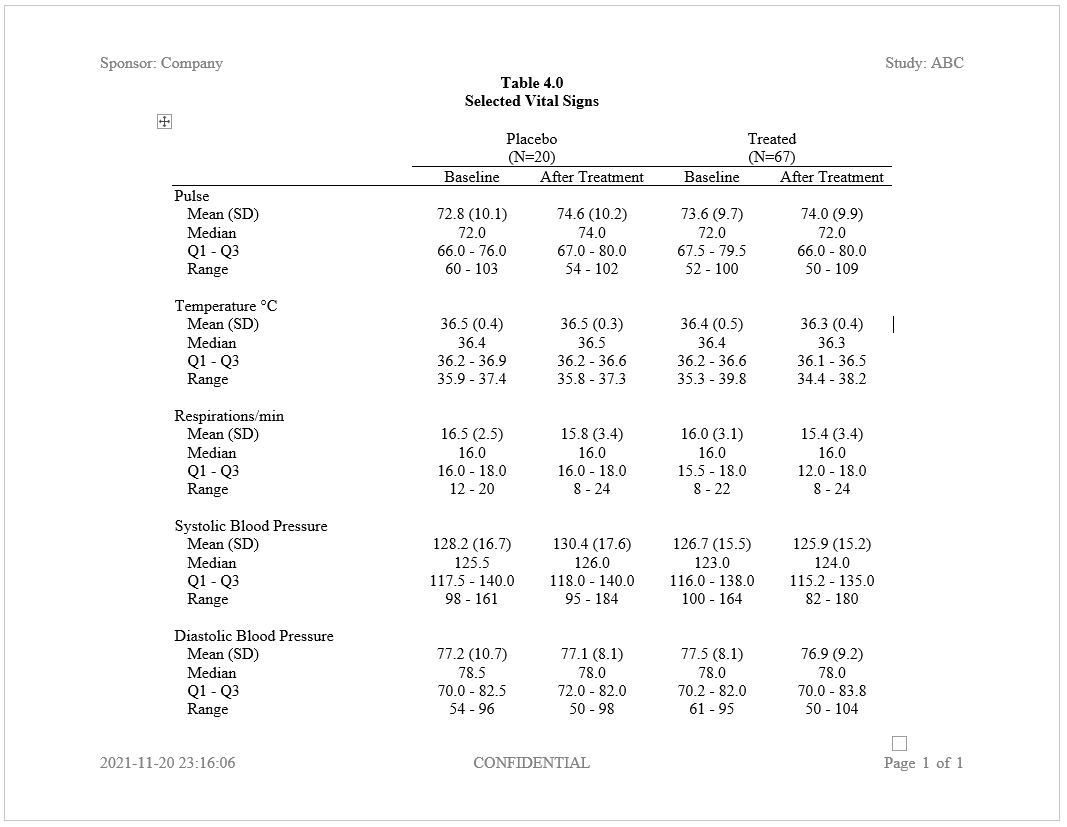 Sponsor: Company Study: ABC
Table 4.0
Selected Vital Signs
Placebo Treated
(N=20) (N=67)
Baseline After Treatment Baseline After Treatment
Pulse
Mean (SD) 72.8 (10.1) 74.6 (10.2) 73.6 (9.7) 74.0 (9.9)
Median 72.0 74.0 72.0 72.0
Q1 - Q3 66.0 - 76.0 67.0 - 80.0 67.5 - 79.5 66.0 - 80.0
Range 60 - 103 54 - 102 52 - 100 50 - 109
Temperature °C
Mean (SD) 36.5 (0.4) 36.5 (0.3) 36.4 (0.5) 36.3 (0.4)
Median 36.4 36.5 36.4 36.3
Q1 - Q3 36.2 - 36.9 36.2 - 36.6 36.2 - 36.6 36.1 - 36.5
Range 35.9 - 37.4 35.8 - 37.3 35.3 - 39.8 34.4 - 38.2
Respirations/min
Mean (SD) 16.5 (2.5) 15.8 (3.4) 16.0 (3.1) 15.4 (3.4)
Median 16.0 16.0 16.0 16.0
Q1 - Q3 16.0 - 18.0 16.0 - 18.0 15.5 - 18.0 12.0 - 18.0
Range 12 - 20 8 - 24 8 - 22 8 - 24
Systolic Blood Pressure
Mean (SD) 128.2 (16.7) 130.4 (17.6) 126.7 (15.5) 125.9 (15.2)
Median 125.5 126.0 123.0 124.0
Q1 - Q3 117.5 - 140.0 118.0 - 140.0 116.0 - 138.0 115.2 - 135.0
Range 98 - 161 95 - 184 100 - 164 82 - 180
Diastolic Blood Pressure
Mean (SD) 77.2 (10.7) 77.1 (8.1) 77.5 (8.1) 76.9 (9.2)
Median 78.5 78.0 78.0 78.0
Q1 - Q3 70.0 - 82.5 72.0 - 82.0 70.2 - 82.0 70.0 - 83.8
Range 54 - 96 50 - 98 61 - 95 50 - 104
2021-11-20 23:16:06 CONFIDENTIAL Page 1 of 1